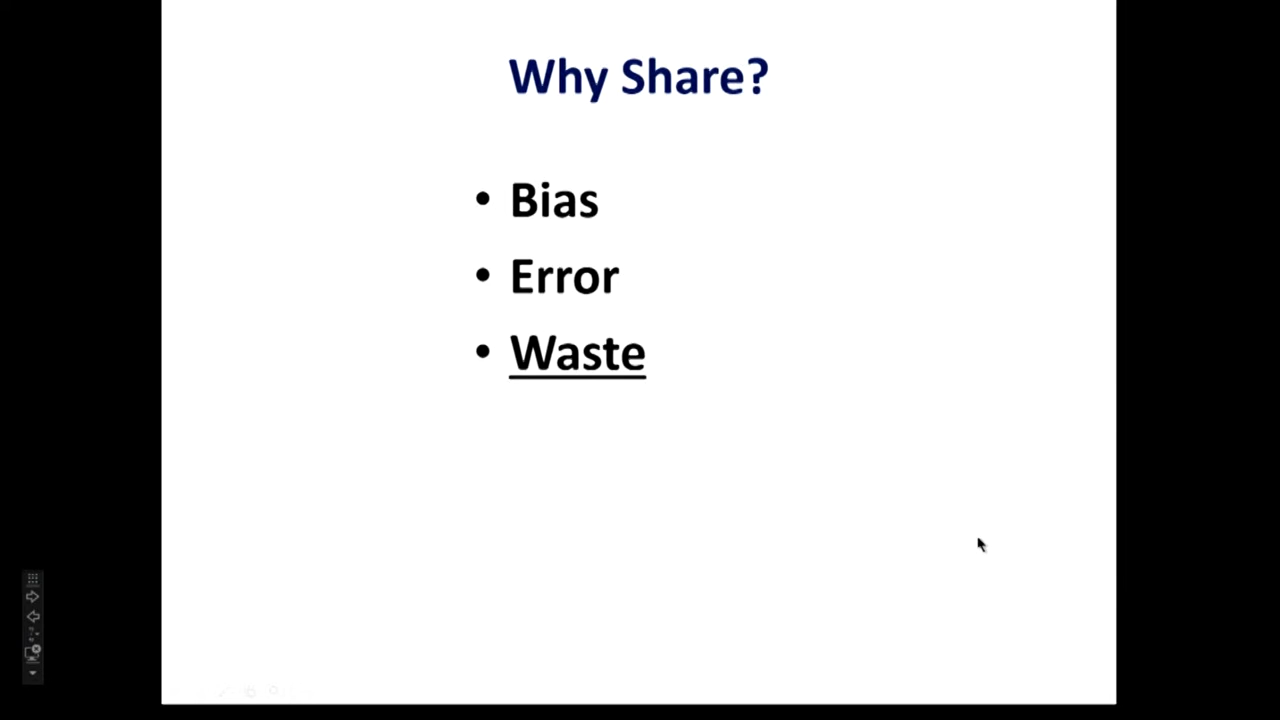 Why Share?
• Bias
• Error
• Waste